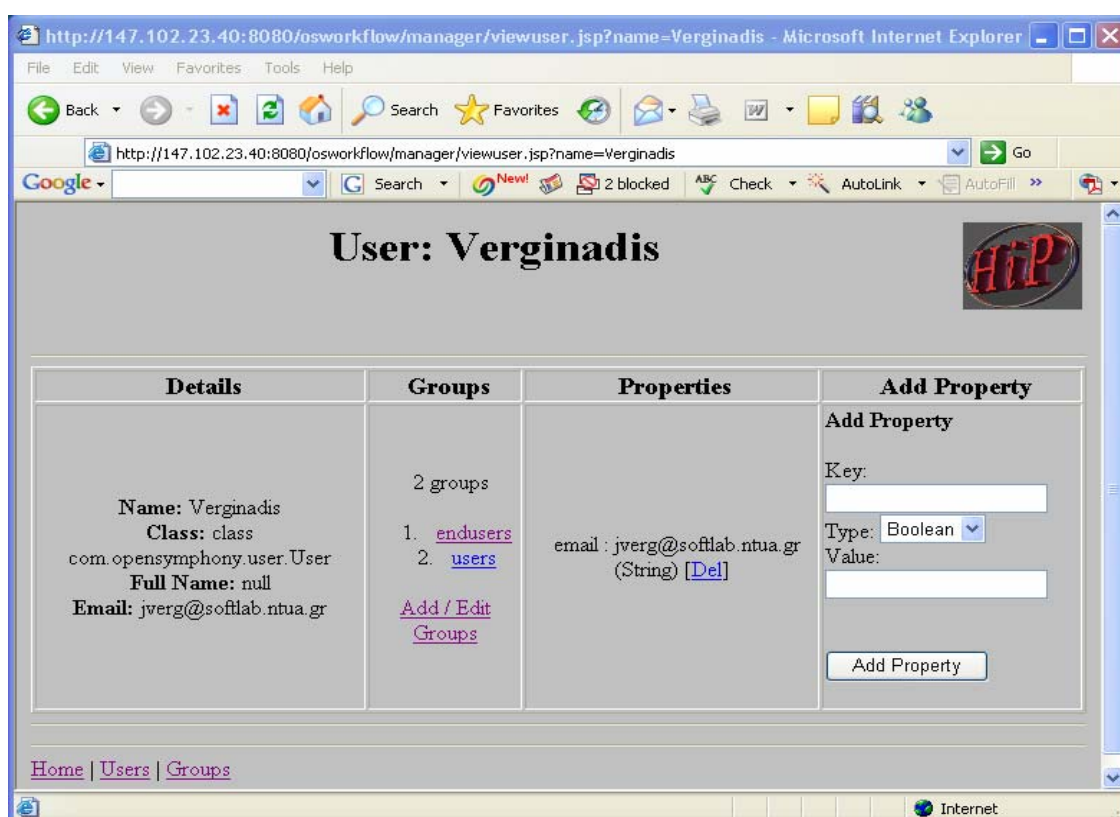 http://147.102.23.40:8080/osworkflow/manager/viewuser.jsp?name=Verginadis - Microsoft Internet Explorer
File Edit View Favorites Tools Help
Back Search Favorites
http://147.102.23.40:8080/osworkflow/manager/viewuser.jsp?name=Verginadis Go
Google G Search New! 2 blocked ABC Check AutoLink AutoFill »
User: Verginadis
HiP
Details Groups Properties Add Property
Name: Verginadis
Class: class
com.opensymphony.user.User
Full Name: null
Email: jverg@softlab.ntua.gr
2 groups
1. endusers
2. users
Add / Edit
Groups
email : jverg@softlab.ntua.gr
(String) [Del]
Add Property
Key:
Type: Boolean
Value:
Add Property
Home | Users | Groups
Internet